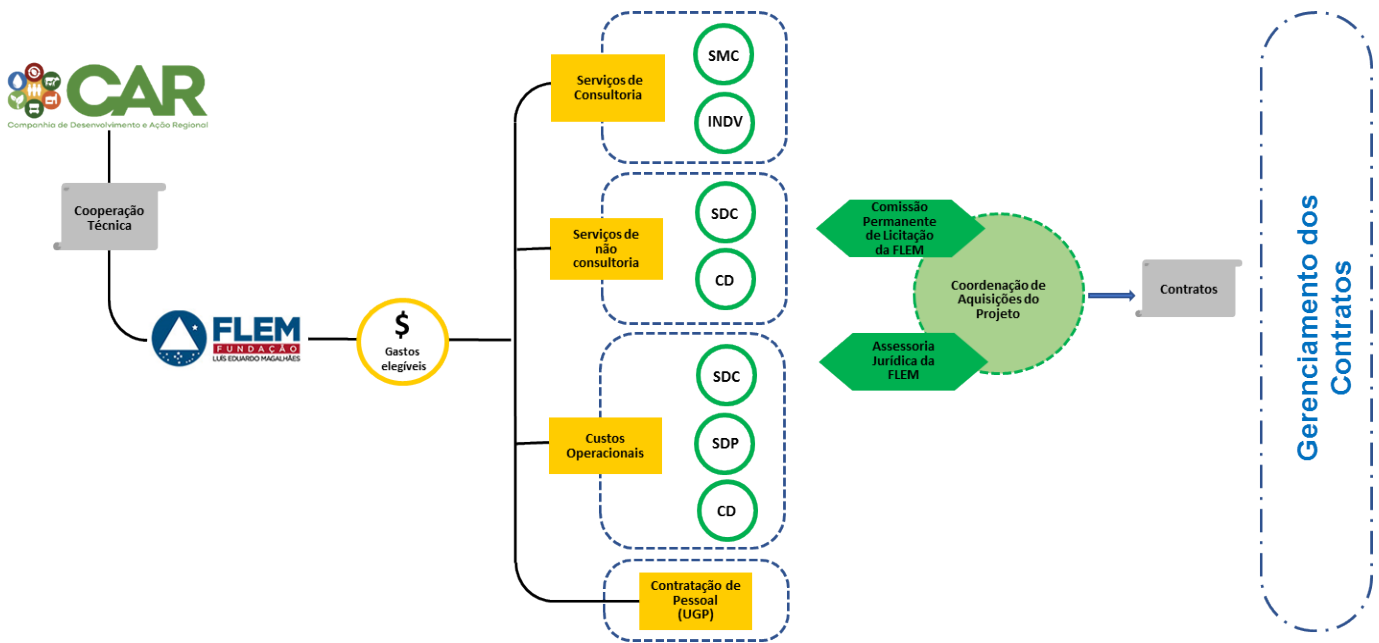 CAR
Companhia de Desenvolvimento e Ação Regional
Cooperação
Técnica
FLEM
FUNDAÇÃO
LUIS EDUARDO MAGALHÃES
$
Gastos
elegíveis
Serviços de
Consultoria
SMC
INDV
Serviços de
não
consultoria
SDC
CD
Custos
Operacionais
SDC
SDP
CD
Contratação de
Pessoal
(UGP)
Comissão
Permanente
de Licitação
da FLEM
Coordenação de
Aquisições do
Projeto
Assessoria
Jurídica da
FLEM
Contratos
Gerenciamento dos
Contratos